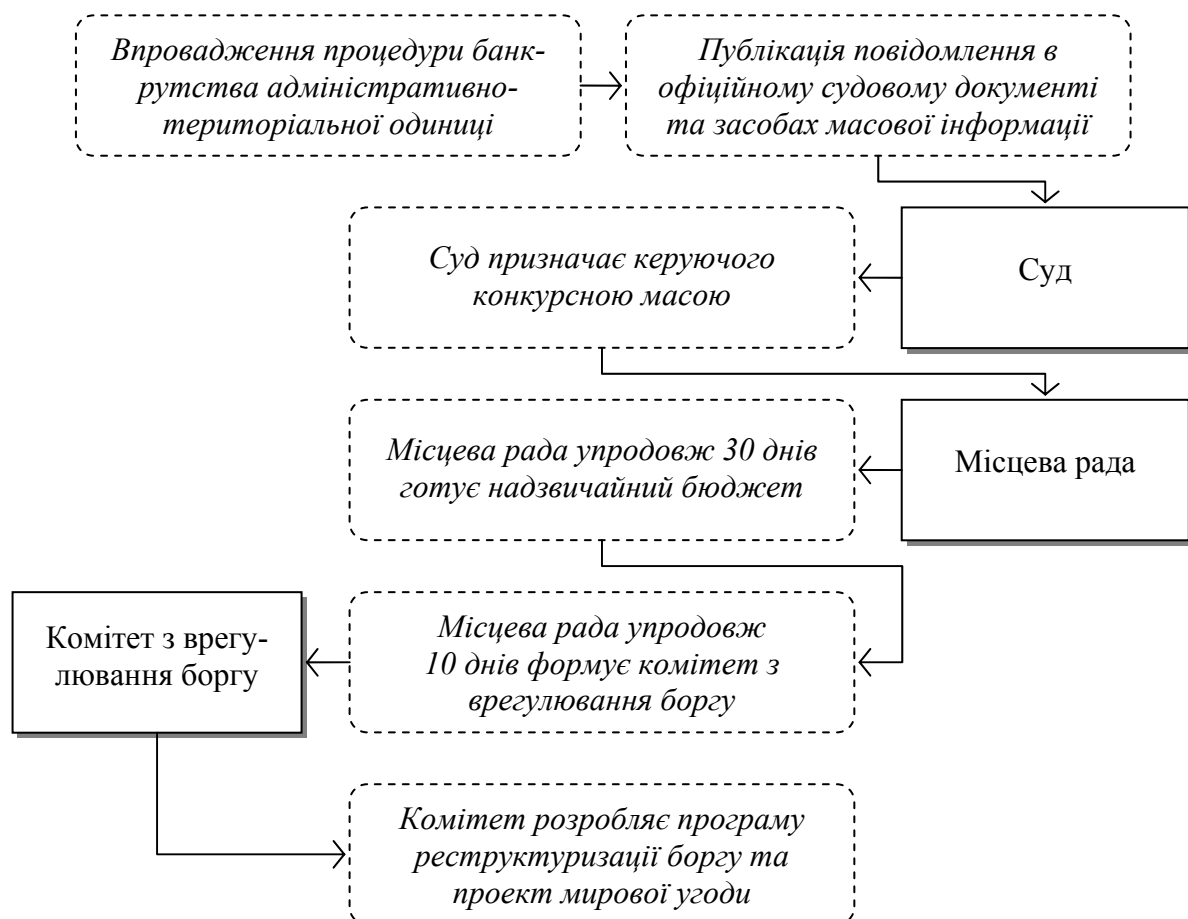 Впровадження процедури банк-
рутства адміністративно-
територіальної одиниці
Публікація повідомлення в
офіційному судовому документі
та засобах масової інформації
Суд
Суд призначає керуючого
конкурсною масою
Місцева рада
Місцева рада упродовж 30 днів
готує надзвичайний бюджет
Місцева рада упродовж
10 днів формує комітет з
врегулювання боргу
Комітет з врегу-
лювання боргу
Комітет розробляє програму
реструктуризації боргу та
проект мирової угоди